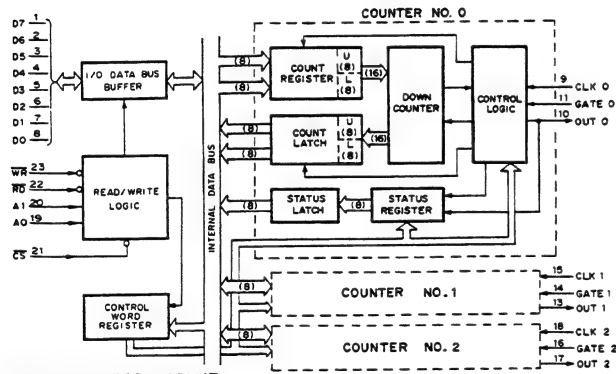 COUNTER NO. 0
D7 1
D6 2
D5 3
D4 4
D3 5
D2 6
D1 7
D0 8
I/O DATA BUS
BUFFER
WR 23
RD 22
A1 20
A0 19
CS 21
READ/WRITE
LOGIC
CONTROL
WORD
REGISTER
INTERNAL DATA BUS
(8)
(8)
COUNT
REGISTER
U
(8)
L
(8)
(16)
DOWN
COUNTER
CONTROL
LOGIC
9 CLK 0
11 GATE 0
10 OUT 0
(8)
(8)
COUNT
LATCH
U
(8)
L
(8)
(16)
(8)
STATUS
LATCH
(8)
STATUS
REGISTER
(8)
COUNTER NO. 1
15 CLK 1
14 GATE 1
13 OUT 1
(8)
COUNTER NO. 2
18 CLK 2
16 GATE 2
17 OUT 2